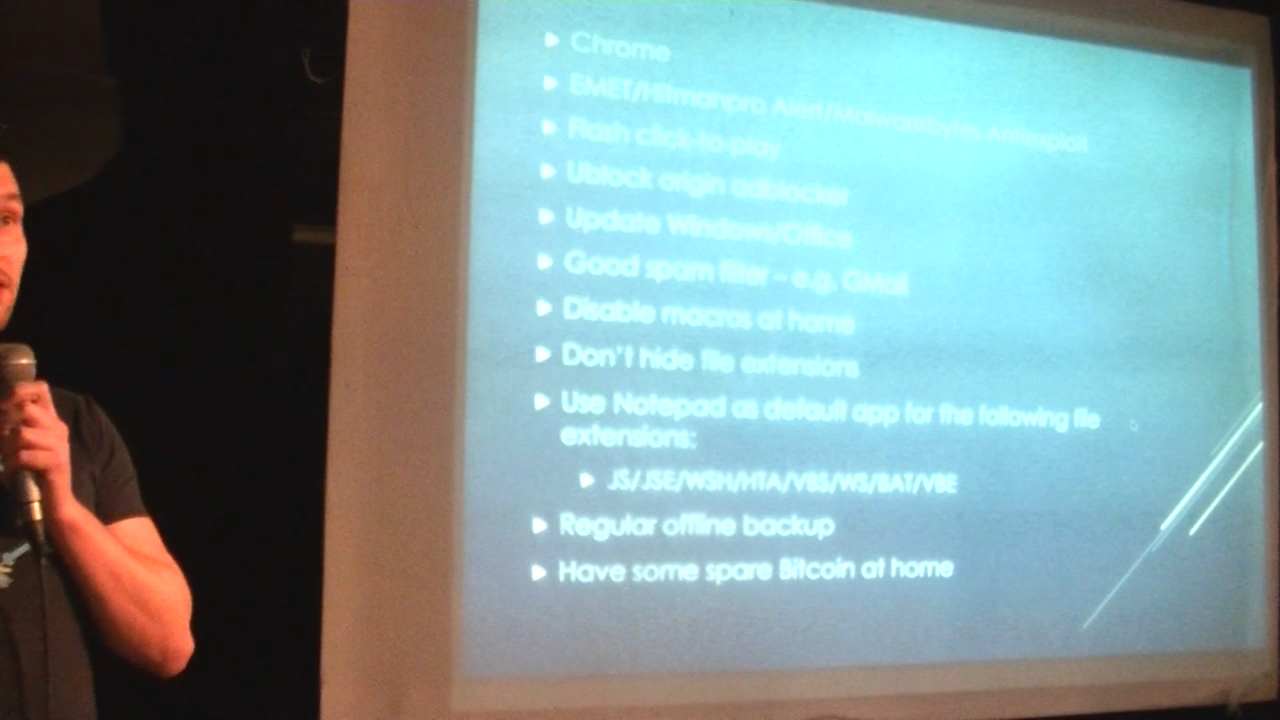 Chrome
EMET/Hitmanpro Alert/Malwarebytes Antiexploit
Flash click-to-play
Ublock origin adblocker
Update Windows/Office
Good spam filter – e.g. GMail
Disable macros at home
Don't hide file extensions
Use Notepad as default app for the following file
extensions:
JS/JSE/WSH/HTA/VBS/WS/BAT/VBE
Regular offline backup
Have some spare Bitcoin at home